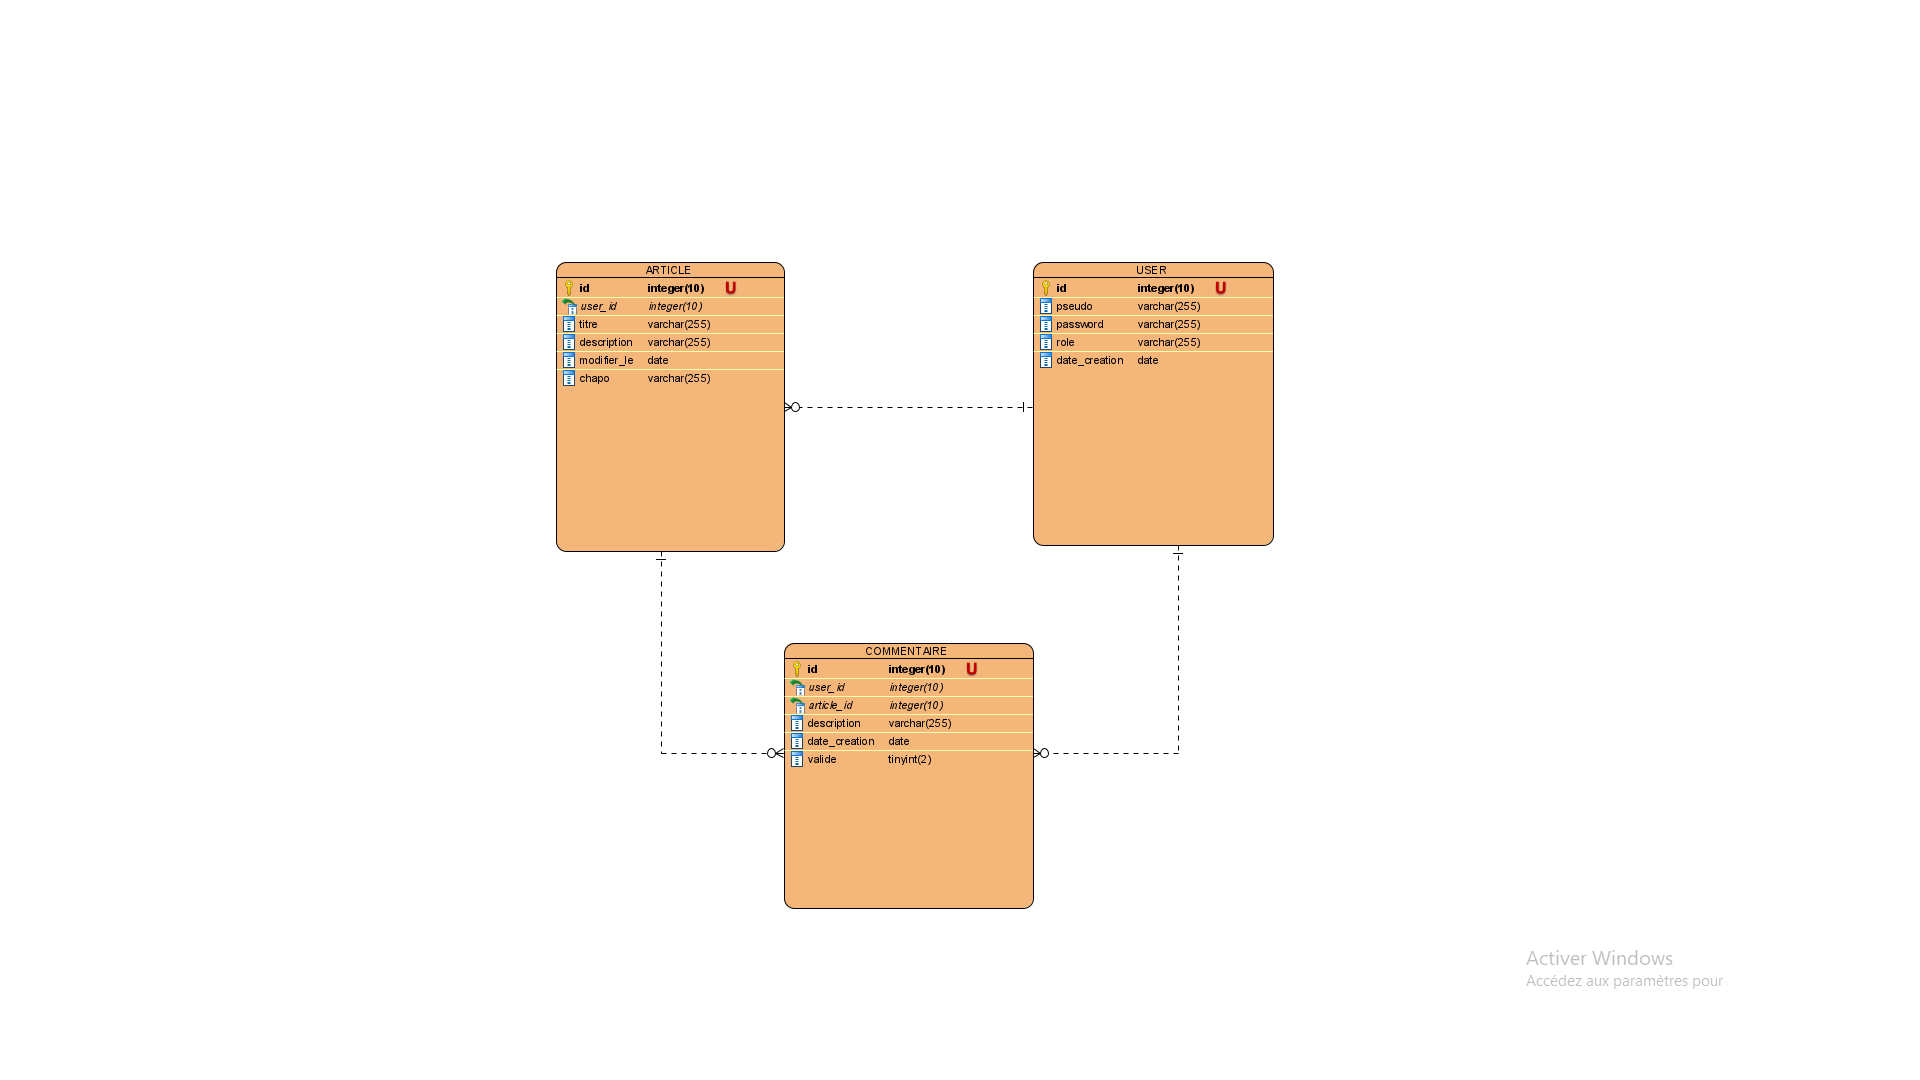 ARTICLE
id integer(10) U
user_id integer(10)
titre varchar(255)
description varchar(255)
modifier_le date
chapo varchar(255)
USER
id integer(10) U
pseudo varchar(255)
password varchar(255)
role varchar(255)
date_creation date
COMMENTAIRE
id integer(10) U
user_id integer(10)
article_id integer(10)
description varchar(255)
date_creation date
valide tinyint(2)
Activer Windows
Accédez aux paramètres pour